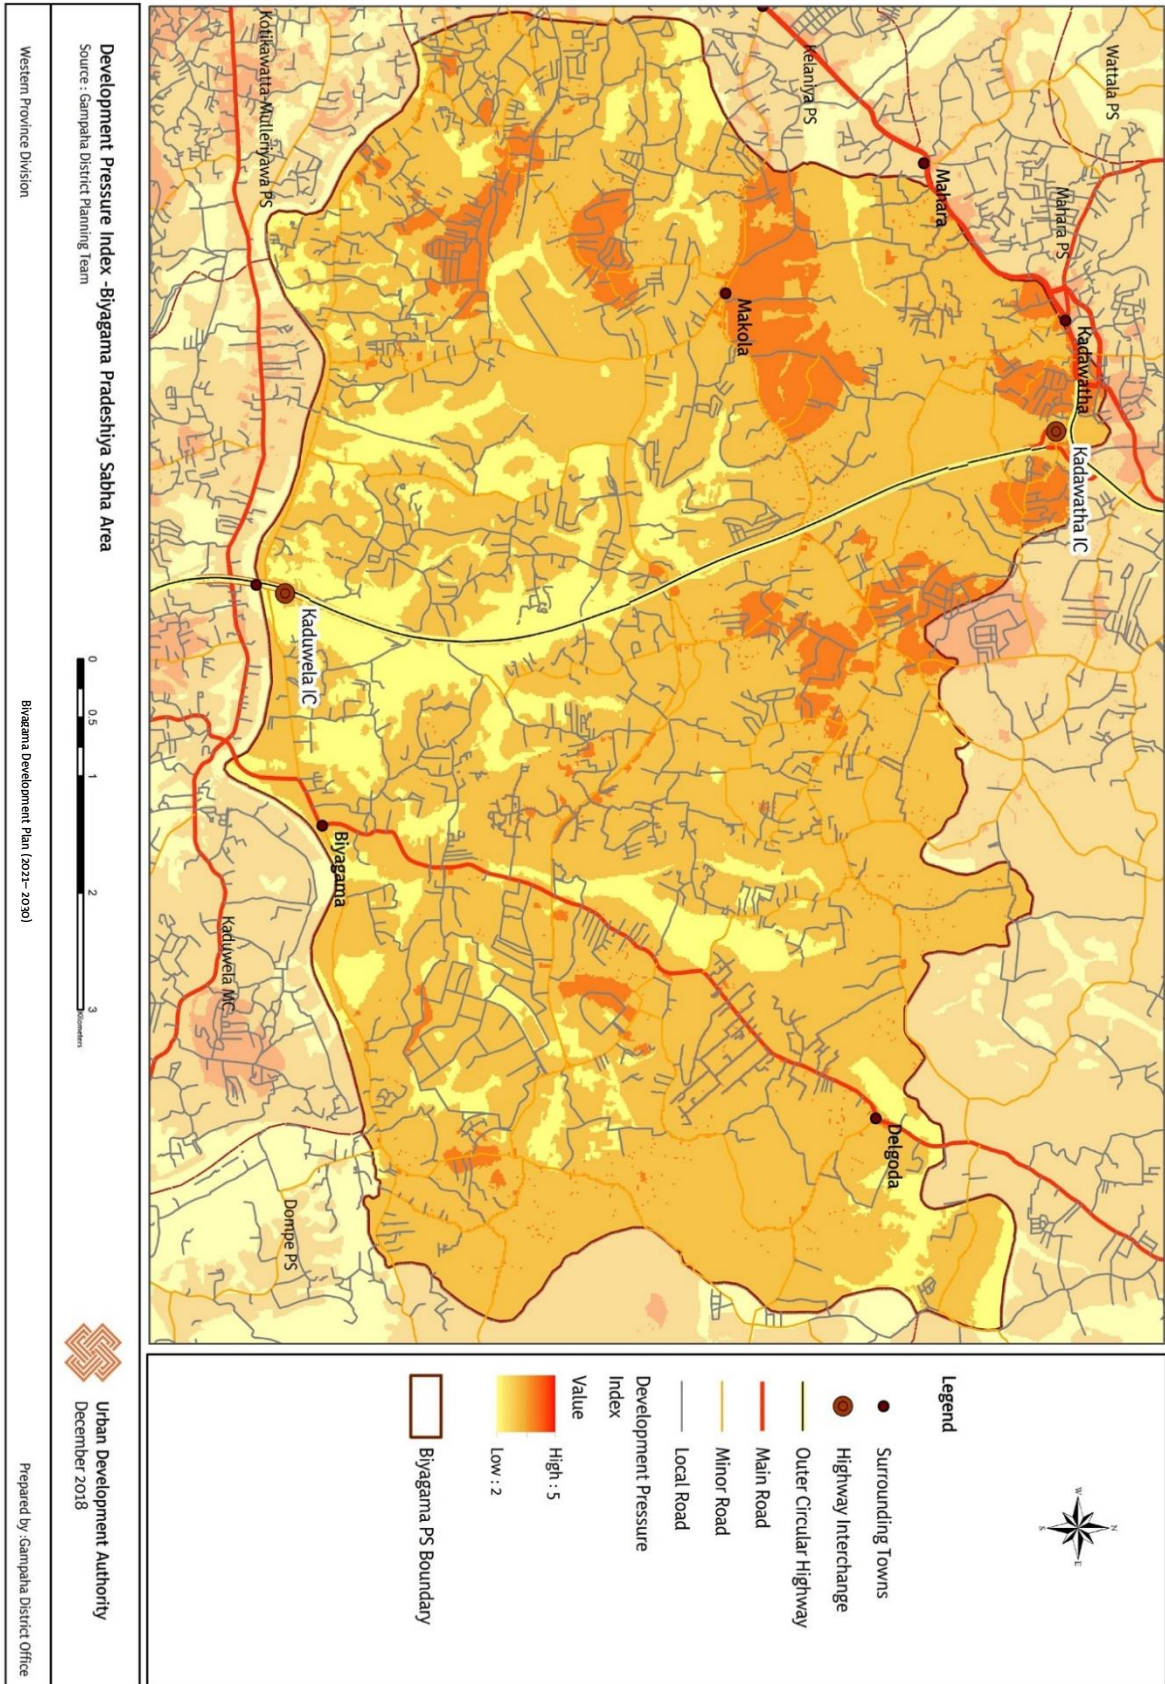 Wattala PS
Kelaniya PS
Mahara PS
Mahara
Kadawatha
Kadawatha IC
Makola
Kotikawatta-Mulleriyawa PS
Kaduwela IC
Biyagama
Kaduwela MC
Delgoda
Dompe PS
Legend
Surrounding Towns
Highway Interchange
Outer Circular Highway
Main Road
Minor Road
Local Road
Development Pressure
Index
Value
High : 5
Low : 2
Biyagama PS Boundary
N
W
E
S
Development Pressure Index -Biyagama Pradeshiya Sabha Area
Source : Gampaha District Planning Team
0 0.5 1 2 3
Kilometers
Urban Development Authority
December 2018
Western Province Division
Biyagama Development Plan (2021– 2030)
Prepared by :Gampaha District Office